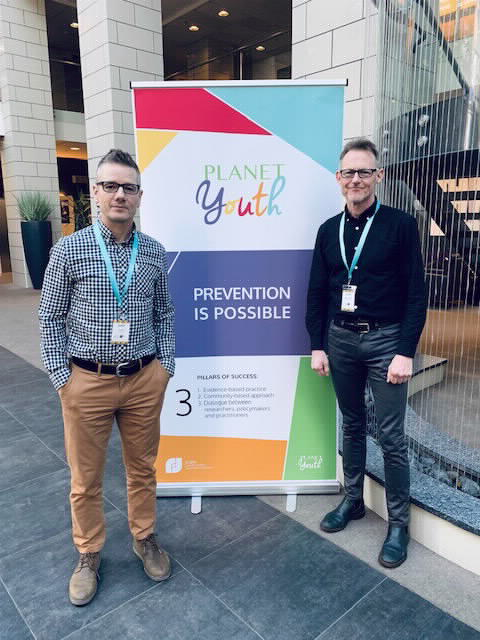 PLANET
Youth
PREVENTION
IS POSSIBLE
PILLARS OF SUCCESS:
3
1. Evidence-based practice
2. Community-based approach
3. Dialogue between
researchers, policymakers
and practitioners
PLANET
Youth